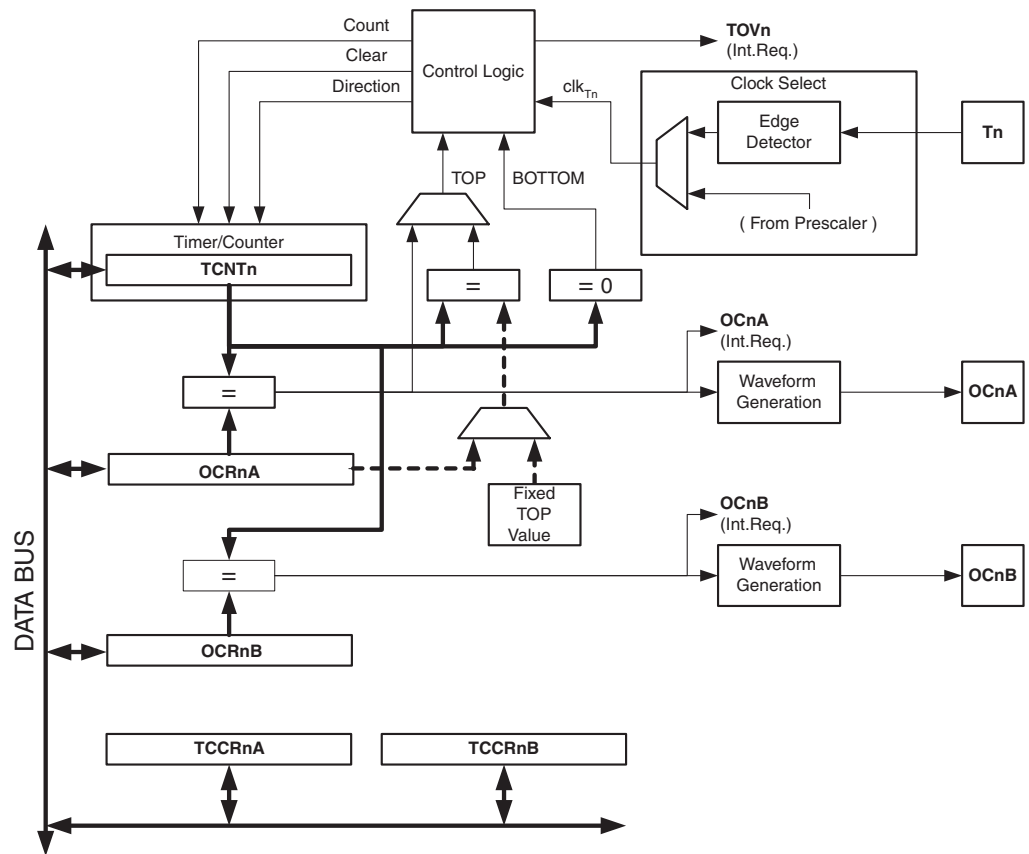 Count
Clear
Direction
Control Logic
TOVn
(Int.Req.)
clkTn
Clock Select
Edge
Detector
Tn
( From Prescaler )
TOP
BOTTOM
Timer/Counter
TCNTn
=
= 0
OCnA
(Int.Req.)
=
Waveform
Generation
OCnA
OCRnA
Fixed
TOP
Value
OCnB
(Int.Req.)
=
Waveform
Generation
OCnB
OCRnB
DATA BUS
TCCRnA
TCCRnB